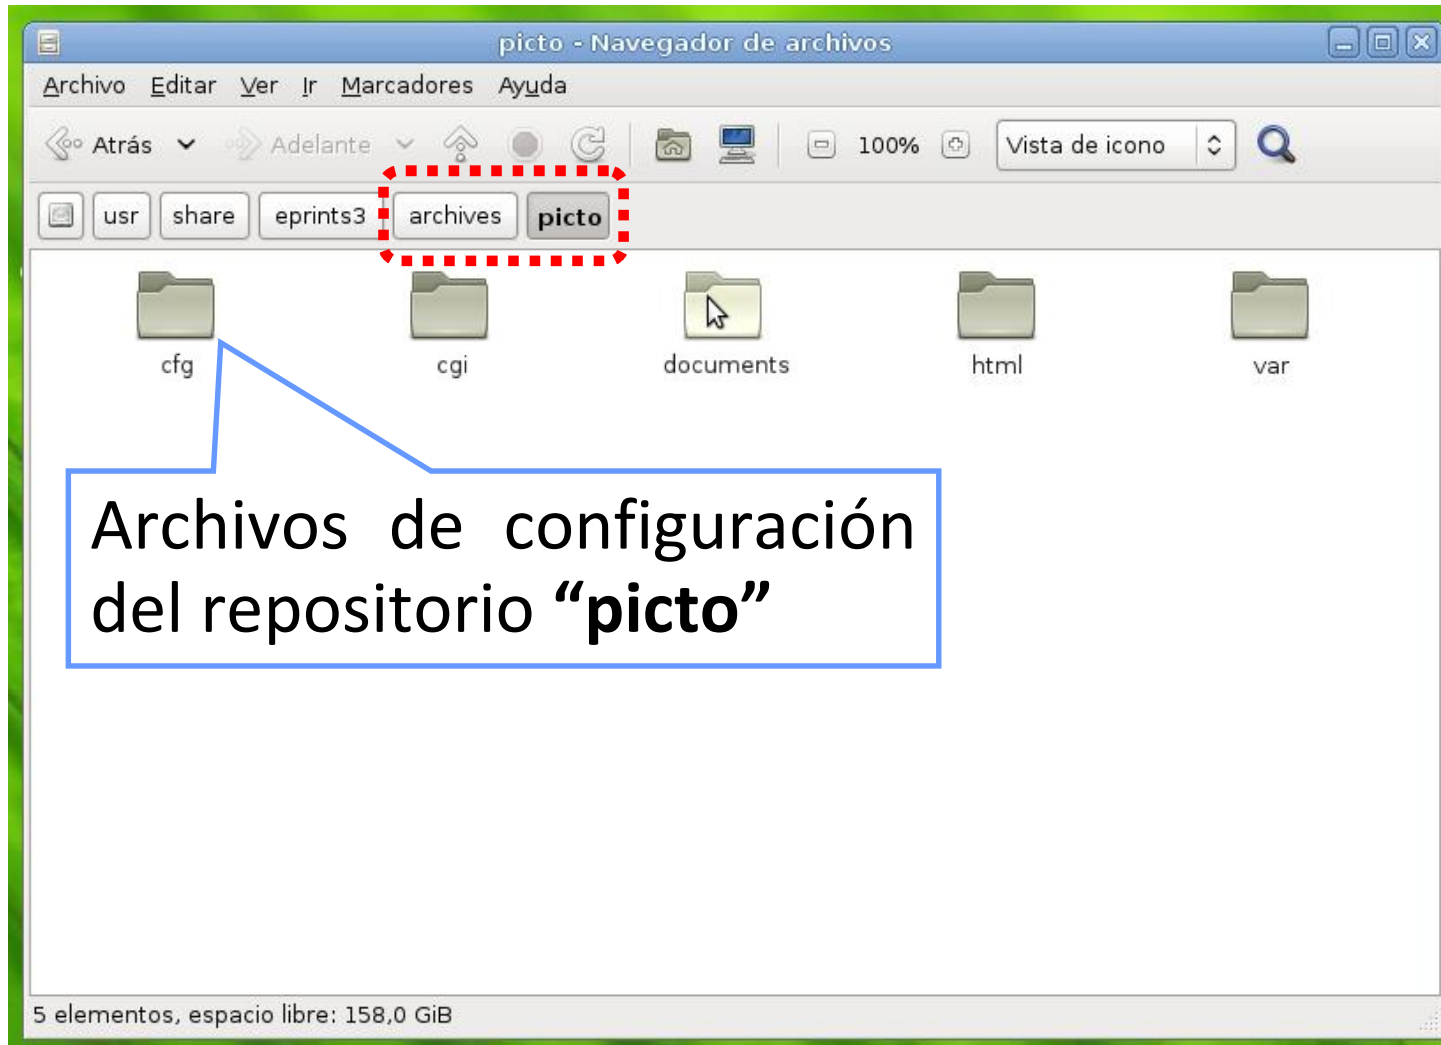 picto - Navegador de archivos
Archivo Editar Ver Ir Marcadores Ayuda
Atrás Adelante 100% Vista de icono
usr share eprints3 archives picto
cfg cgi documents html var
Archivos de configuración
del repositorio “picto”
5 elementos, espacio libre: 158,0 GiB